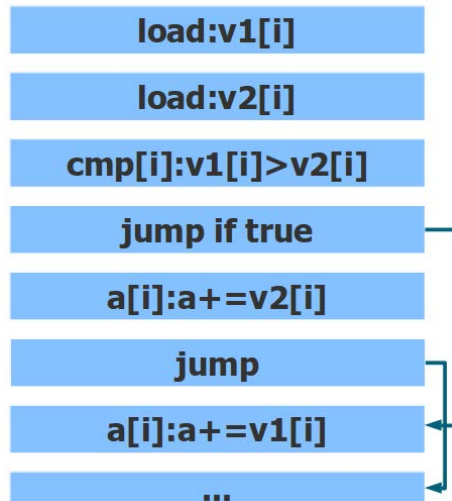 load:v1[i]
load:v2[i]
cmp[i]:v1[i]>v2[i]
jump if true
a[i]:a+=v2[i]
jump
a[i]:a+=v1[i]
...